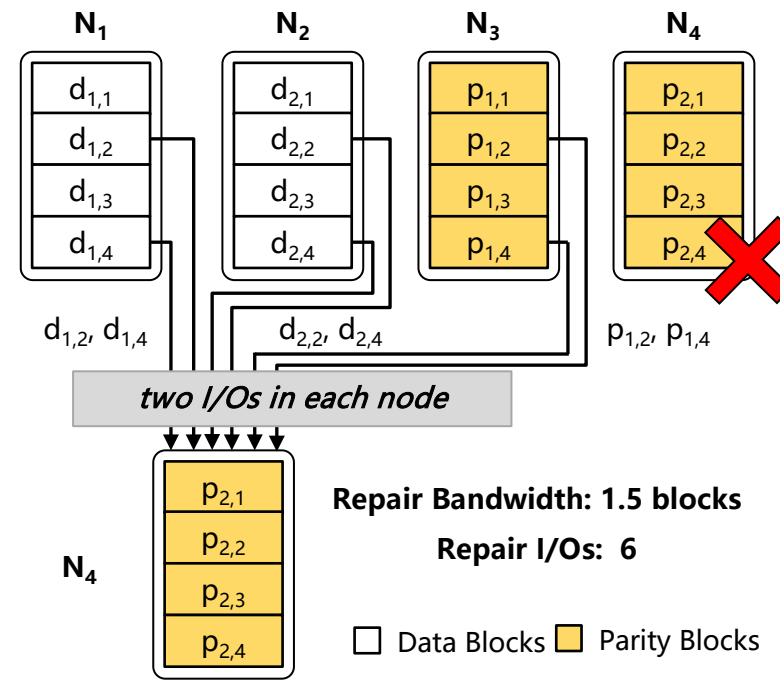 N1 N2 N3 N4
d1,1 d2,1 p1,1 p2,1
d1,2 d2,2 p1,2 p2,2
d1,3 d2,3 p1,3 p2,3
d1,4 d2,4 p1,4 p2,4
d1,2, d1,4 d2,2, d2,4 p1,2, p1,4
two I/Os in each node
p2,1
p2,2
p2,3
p2,4
N4
Repair Bandwidth: 1.5 blocks
Repair I/Os: 6
Data Blocks Parity Blocks